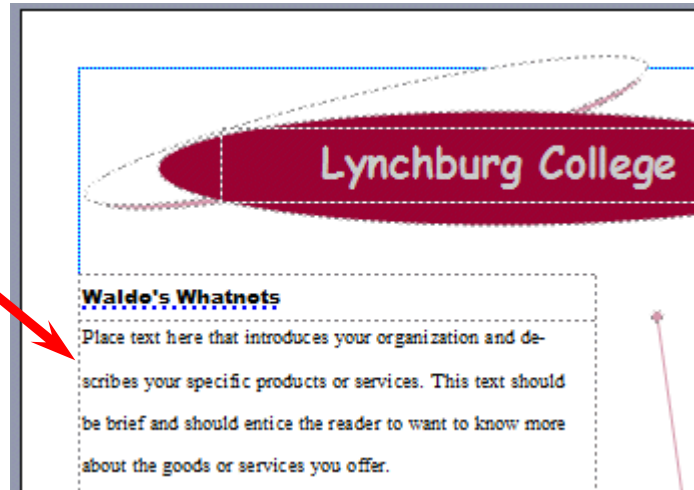 Lynchburg College
Waldo's Whatnots
Place text here that introduces your organization and de-
scribes your specific products or services. This text should
be brief and should entice the reader to want to know more
about the goods or services you offer.